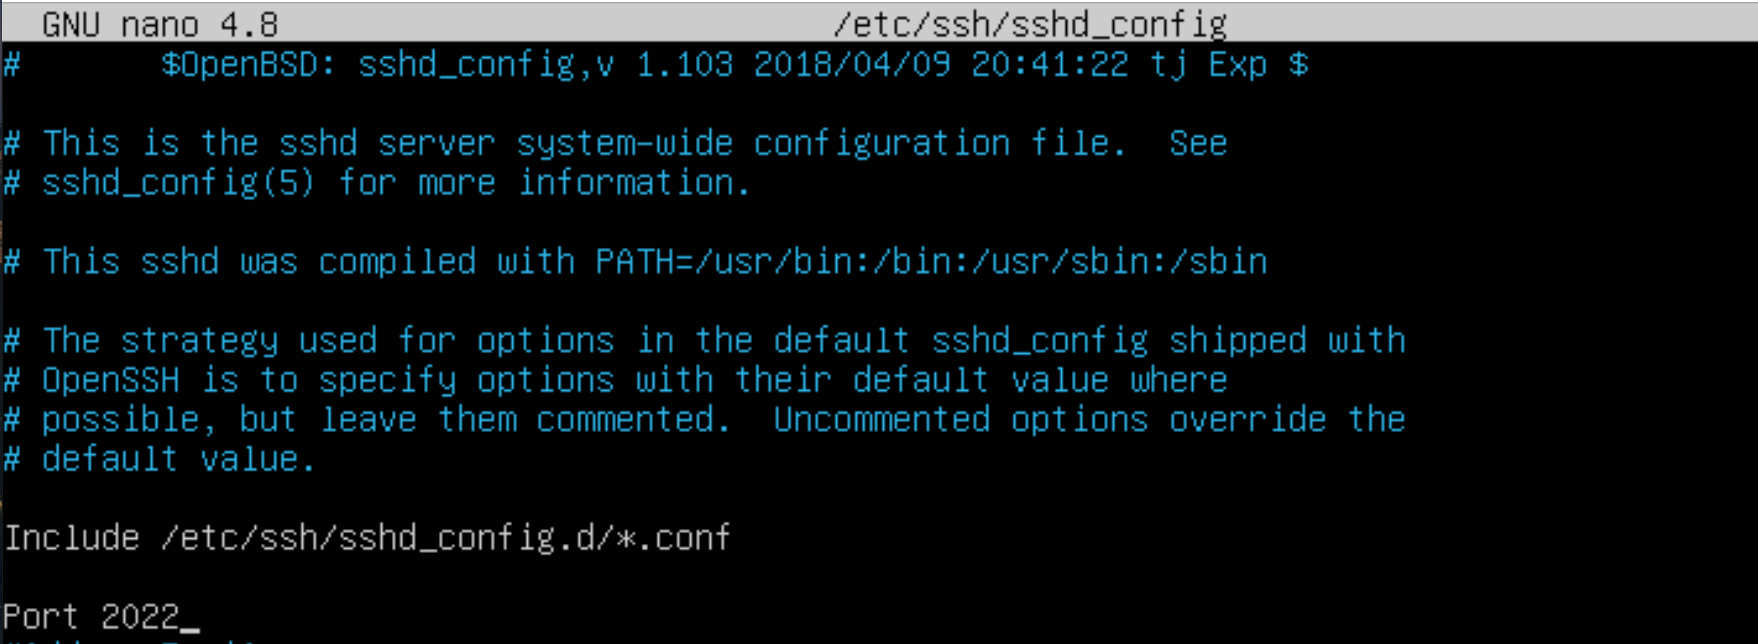 GNU nano 4.8 /etc/ssh/sshd_config
# $OpenBSD: sshd_config,v 1.103 2018/04/09 20:41:22 tj Exp $
# This is the sshd server system-wide configuration file.  See
# sshd_config(5) for more information.
# This sshd was compiled with PATH=/usr/bin:/bin:/usr/sbin:/sbin
# The strategy used for options in the default sshd_config shipped with
# OpenSSH is to specify options with their default value where
# possible, but leave them commented.  Uncommented options override the
# default value.
Include /etc/ssh/sshd_config.d/*.conf
Port 2022_